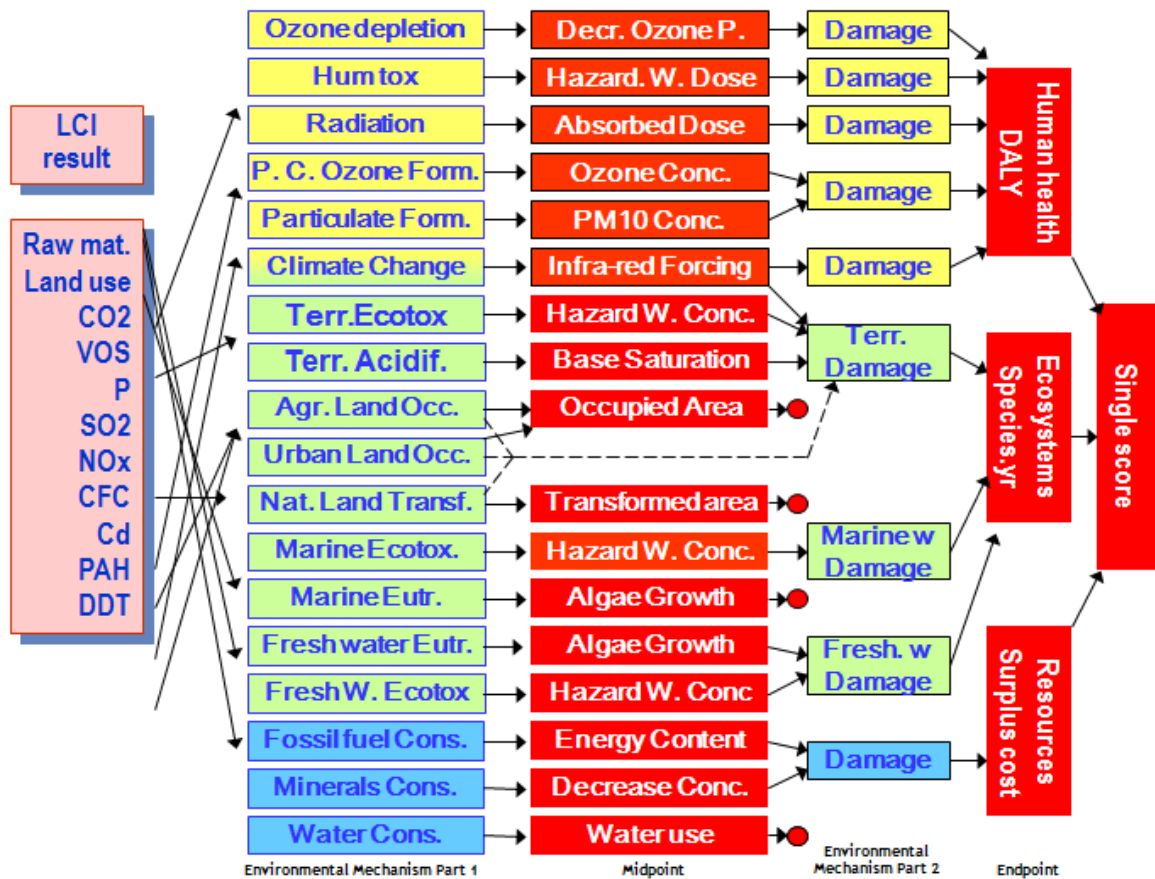 LCI
result
Raw mat.
Land use
CO2
VOS
P
SO2
NOx
CFC
Cd
PAH
DDT
Ozone depletion
Hum tox
Radiation
P. C. Ozone Form.
Particulate Form.
Climate Change
Terr.Ecotox
Terr. Acidif.
Agr. Land Occ.
Urban Land Occ.
Nat. Land Transf.
Marine Ecotox.
Marine Eutr.
Fresh water Eutr.
Fresh W. Ecotox
Fossil fuel Cons.
Minerals Cons.
Water Cons.
Environmental Mechanism Part 1
Decr. Ozone P.
Hazard. W. Dose
Absorbed Dose
Ozone Conc.
PM10 Conc.
Infra-red Forcing
Hazard W. Conc.
Base Saturation
Occupied Area
Transformed area
Hazard W. Conc.
Algae Growth
Algae Growth
Hazard W. Conc
Energy Content
Decrease Conc.
Water use
Midpoint
Damage
Damage
Damage
Damage
Damage
Terr.
Damage
Marine w
Damage
Fresh. w
Damage
Damage
Environmental
Mechanism Part 2
Human health
DALY
Ecosystems
Species.yr
Resources
Surplus cost
Endpoint
Single score